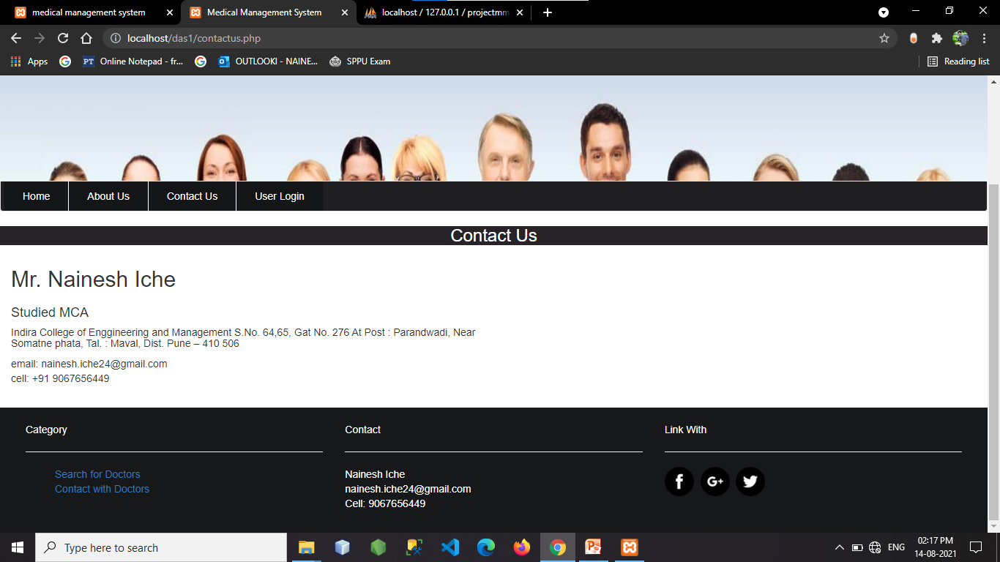 medical management system
Medical Management System
localhost / 127.0.0.1 / projectmm
localhost/das1/contactus.php
Apps
PT
Online Notepad - fr...
OUTLOOKI - NAINE...
SPPU Exam
Reading list
Home
About Us
Contact Us
User Login
Contact Us
Mr. Nainesh Iche
Studied MCA
Indira College of Enggineering and Management S.No. 64,65, Gat No. 276 At Post : Parandwadi, Near
Somatne phata, Tal. : Maval, Dist. Pune – 410 506
email: nainesh.iche24@gmail.com
cell: +91 9067656449
Category
Contact
Link With
Search for Doctors
Contact with Doctors
Nainesh Iche
nainesh.iche24@gmail.com
Cell: 9067656449
Type here to search
ENG
02:17 PM
14-08-2021